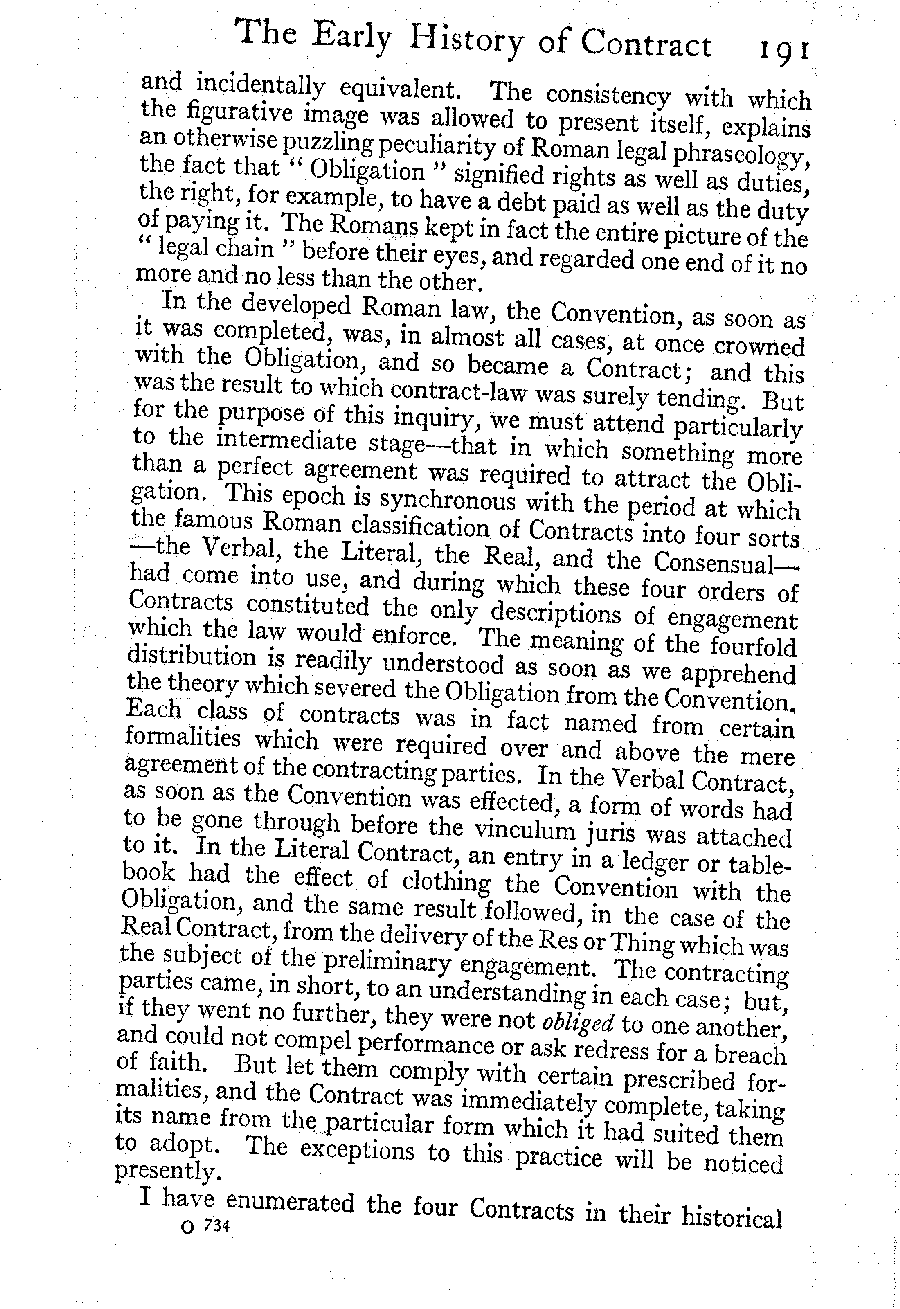 The Early History of Contract 191
and incidentally equivalent. The consistency with which
the figurative image was allowed to present itself, explains
an otherwise puzzling peculiarity of Roman legal phraseology,
the fact that “ Obligation ” signified rights as well as duties,
the right, for example, to have a debt paid as well as the duty
of paying it. The Romans kept in fact the entire picture of the
“ legal chain ” before their eyes, and regarded one end of it no
more and no less than the other.
In the developed Roman law, the Convention, as soon as
it was completed, was, in almost all cases, at once crowned
with the Obligation, and so became a Contract; and this
was the result to which contract-law was surely tending. But
for the purpose of this inquiry, we must attend particularly
to the intermediate stage—that in which something more
than a perfect agreement was required to attract the Obli-
gation. This epoch is synchronous with the period at which
the famous Roman classification of Contracts into four sorts
—the Verbal, the Literal, the Real, and the Consensual—
had come into use, and during which these four orders of
Contracts constituted the only descriptions of engagement
which the law would enforce. The meaning of the fourfold
distribution is readily understood as soon as we apprehend
the theory which severed the Obligation from the Convention.
Each class of contracts was in fact named from certain
formalities which were required over and above the mere
agreement of the contracting parties. In the Verbal Contract,
as soon as the Convention was effected, a form of words had
to be gone through before the vinculum juris was attached
to it. In the Literal Contract, an entry in a ledger or table-
book had the effect of clothing the Convention with the
Obligation, and the same result followed, in the case of the
Real Contract, from the delivery of the Res or Thing which was
the subject of the preliminary engagement. The contracting
parties came, in short, to an understanding in each case; but,
if they went no further, they were not obliged to one another,
and could not compel performance or ask redress for a breach
of faith. But let them comply with certain prescribed for-
malities, and the Contract was immediately complete, taking
its name from the particular form which it had suited them
to adopt. The exceptions to this practice will be noticed
presently.
I have enumerated the four Contracts in their historical
O 734